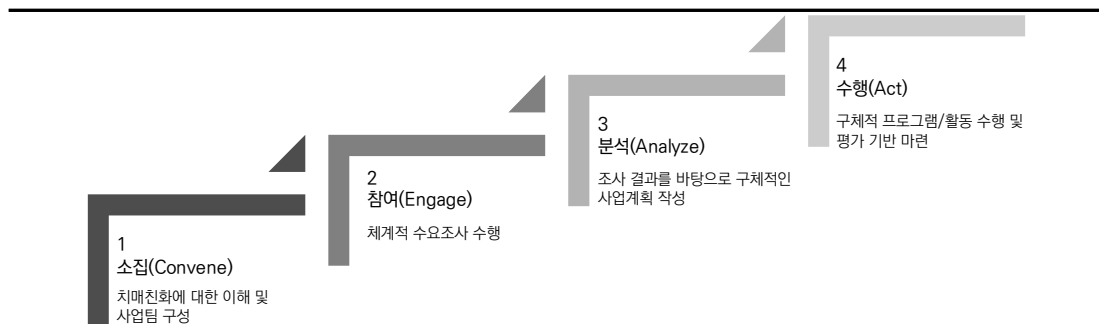 1
소집(Convene)
치매친화에 대한 이해 및
사업팀 구성
2
참여(Engage)
체계적 수요조사 수행
3
분석(Analyze)
조사 결과를 바탕으로 구체적인
사업계획 작성
4
수행(Act)
구체적 프로그램/활동 수행 및
평가 기반 마련